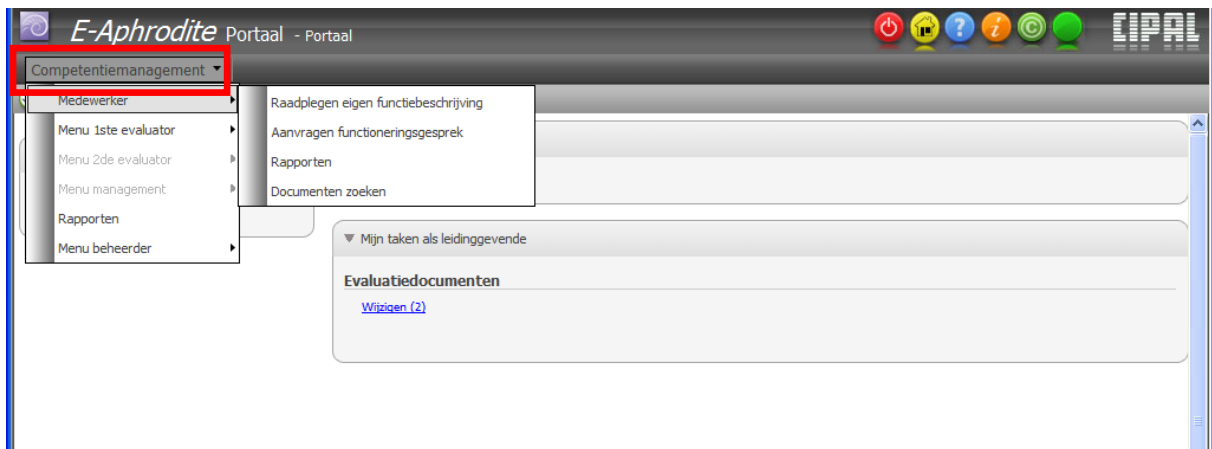 E-Aphrodite Portaal - Portaal
CIPAL
Competentiemanagement
Medewerker
Menu 1ste evaluator
Menu 2de evaluator
Menu management
Rapporten
Menu beheerder
Raadplegen eigen functiebeschrijving
Aanvragen functioneringsgesprek
Rapporten
Documenten zoeken
Mijn taken als leidinggevende
Evaluatiedocumenten
Wijzigen (2)